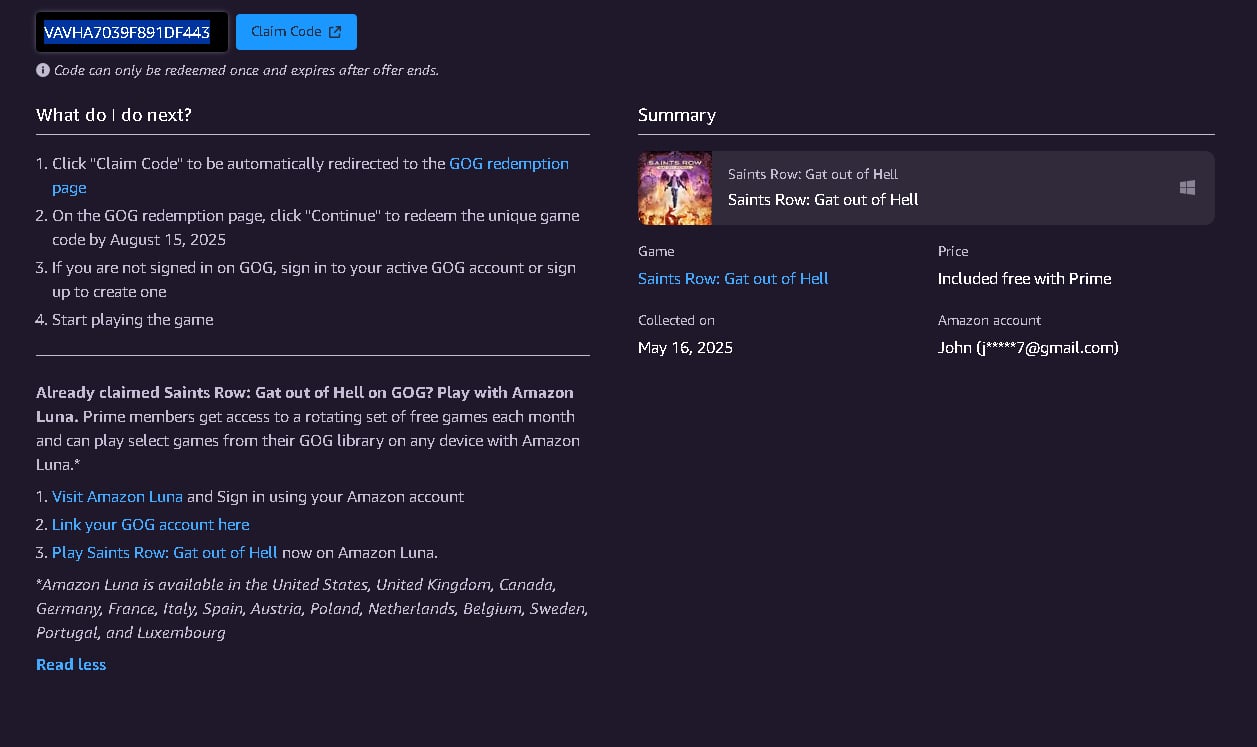 VAVHA7039F891DF443
Claim Code
Code can only be redeemed once and expires after offer ends.
What do I do next?
1. Click "Claim Code" to be automatically redirected to the GOG redemption
page
2. On the GOG redemption page, click "Continue" to redeem the unique game
code by August 15, 2025
3. If you are not signed in on GOG, sign in to your active GOG account or sign
up to create one
4. Start playing the game
Already claimed Saints Row: Gat out of Hell on GOG? Play with Amazon
Luna. Prime members get access to a rotating set of free games each month
and can play select games from their GOG library on any device with Amazon
Luna.*
1. Visit Amazon Luna and Sign in using your Amazon account
2. Link your GOG account here
3. Play Saints Row: Gat out of Hell now on Amazon Luna.
*Amazon Luna is available in the United States, United Kingdom, Canada,
Germany, France, Italy, Spain, Austria, Poland, Netherlands, Belgium, Sweden,
Portugal, and Luxembourg
Read less
Summary
SAINTS ROW
Saints Row: Gat out of Hell
Saints Row: Gat out of Hell
Game
Saints Row: Gat out of Hell
Price
Included free with Prime
Collected on
May 16, 2025
Amazon account
John (j*****7@gmail.com)